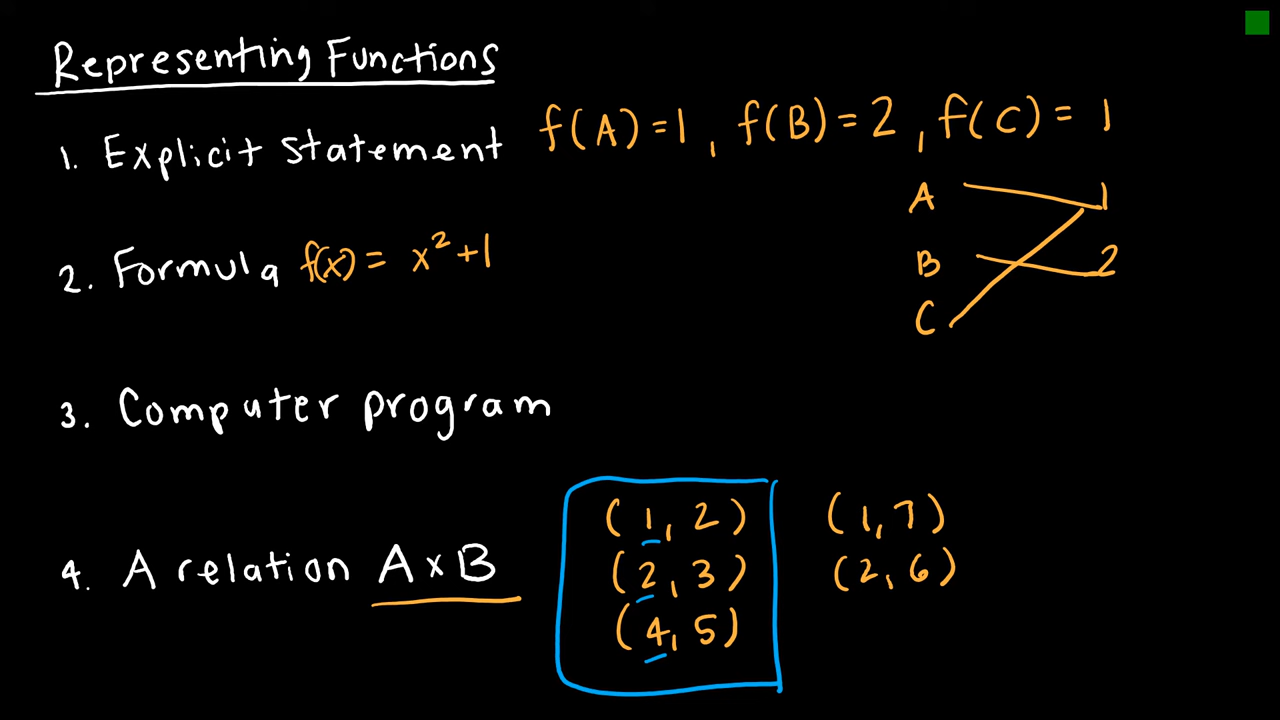 Representing Functions
1. Explicit statement f(A) = 1, f(B) = 2, f(C) = 1
A 1
2. Formula f(x) = x² + 1
B 2
C
3. Computer program
(1, 2) (1, 7)
4. A relation A × B (2, 3) (2, 6)
(4, 5)